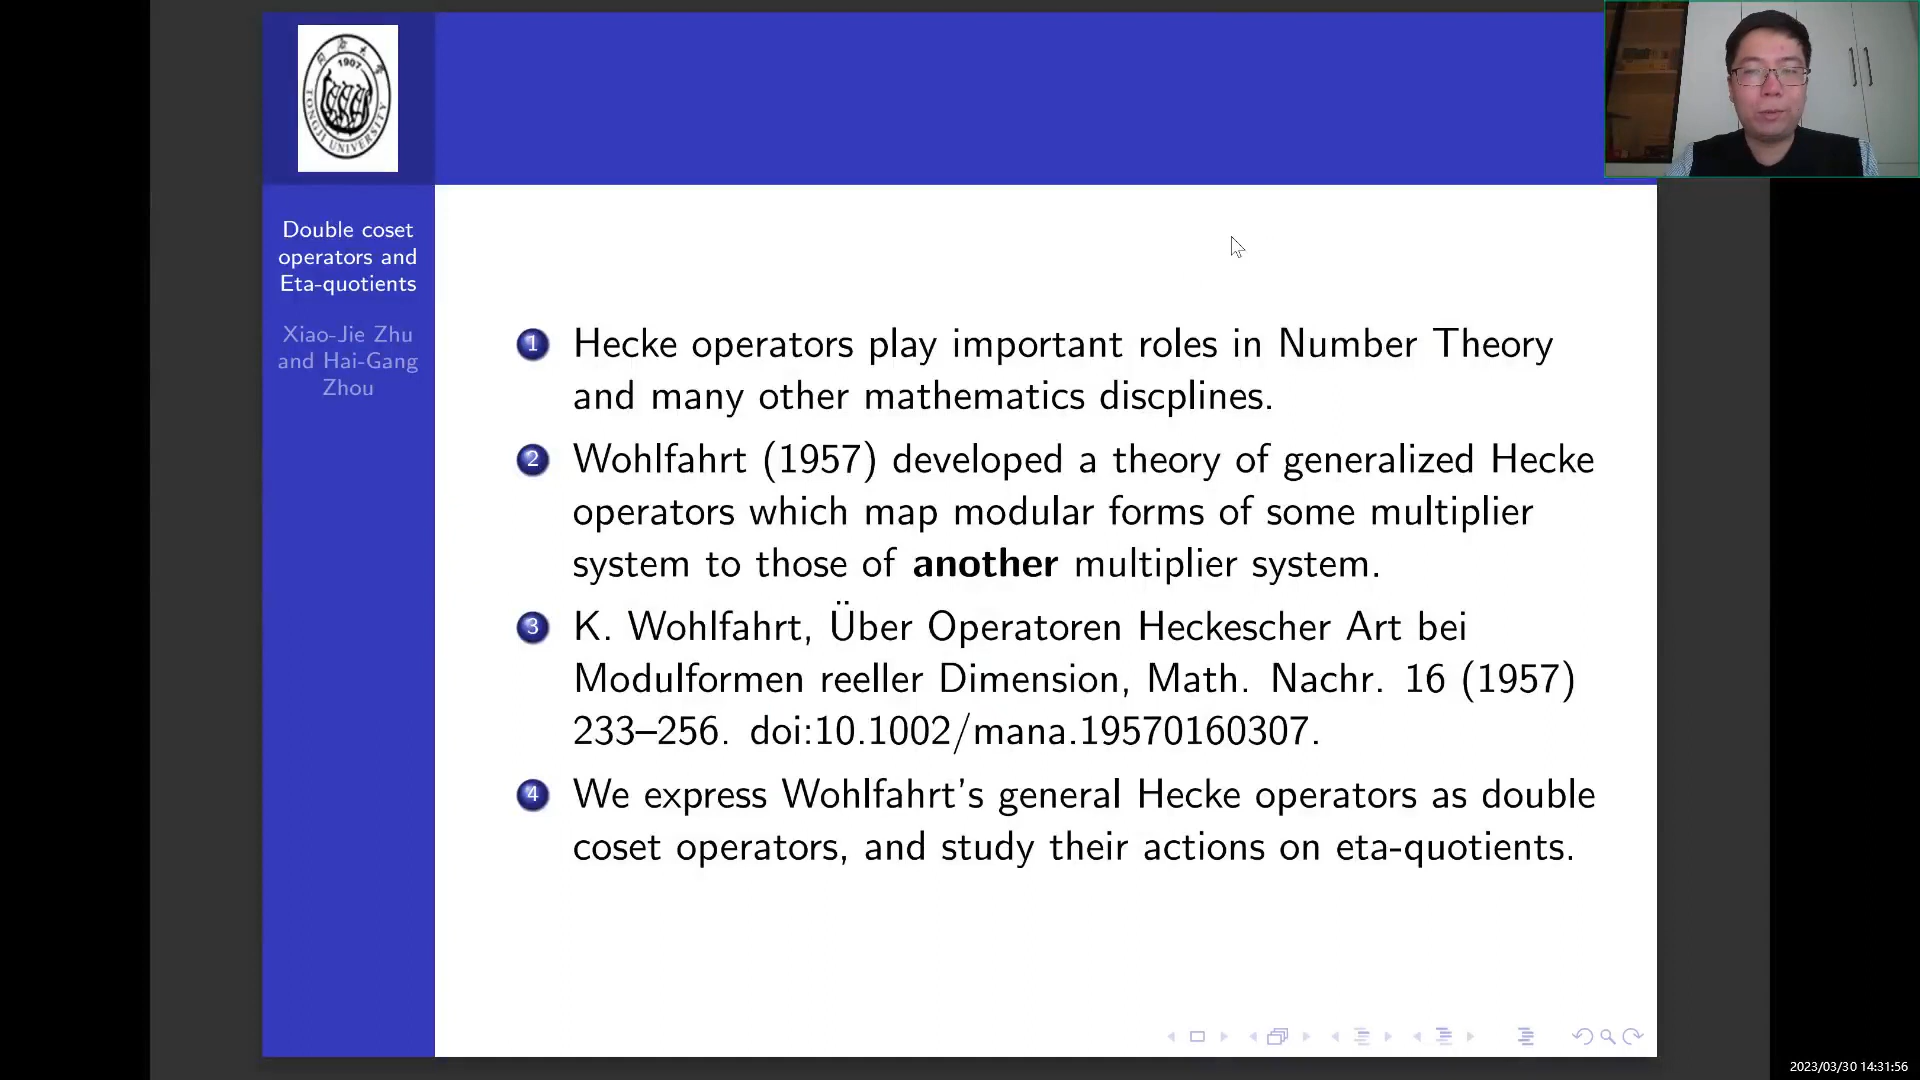 1907
TONGJI UNIVERSITY
Double coset
operators and
Eta-quotients
Xiao-Jie Zhu
and Hai-Gang
Zhou
1 Hecke operators play important roles in Number Theory
and many other mathematics discplines.
2 Wohlfahrt (1957) developed a theory of generalized Hecke
operators which map modular forms of some multiplier
system to those of another multiplier system.
3 K. Wohlfahrt, Über Operatoren Heckescher Art bei
Modulformen reeller Dimension, Math. Nachr. 16 (1957)
233–256. doi:10.1002/mana.19570160307.
4 We express Wohlfahrt's general Hecke operators as double
coset operators, and study their actions on eta-quotients.
2023/03/30 14:31:56